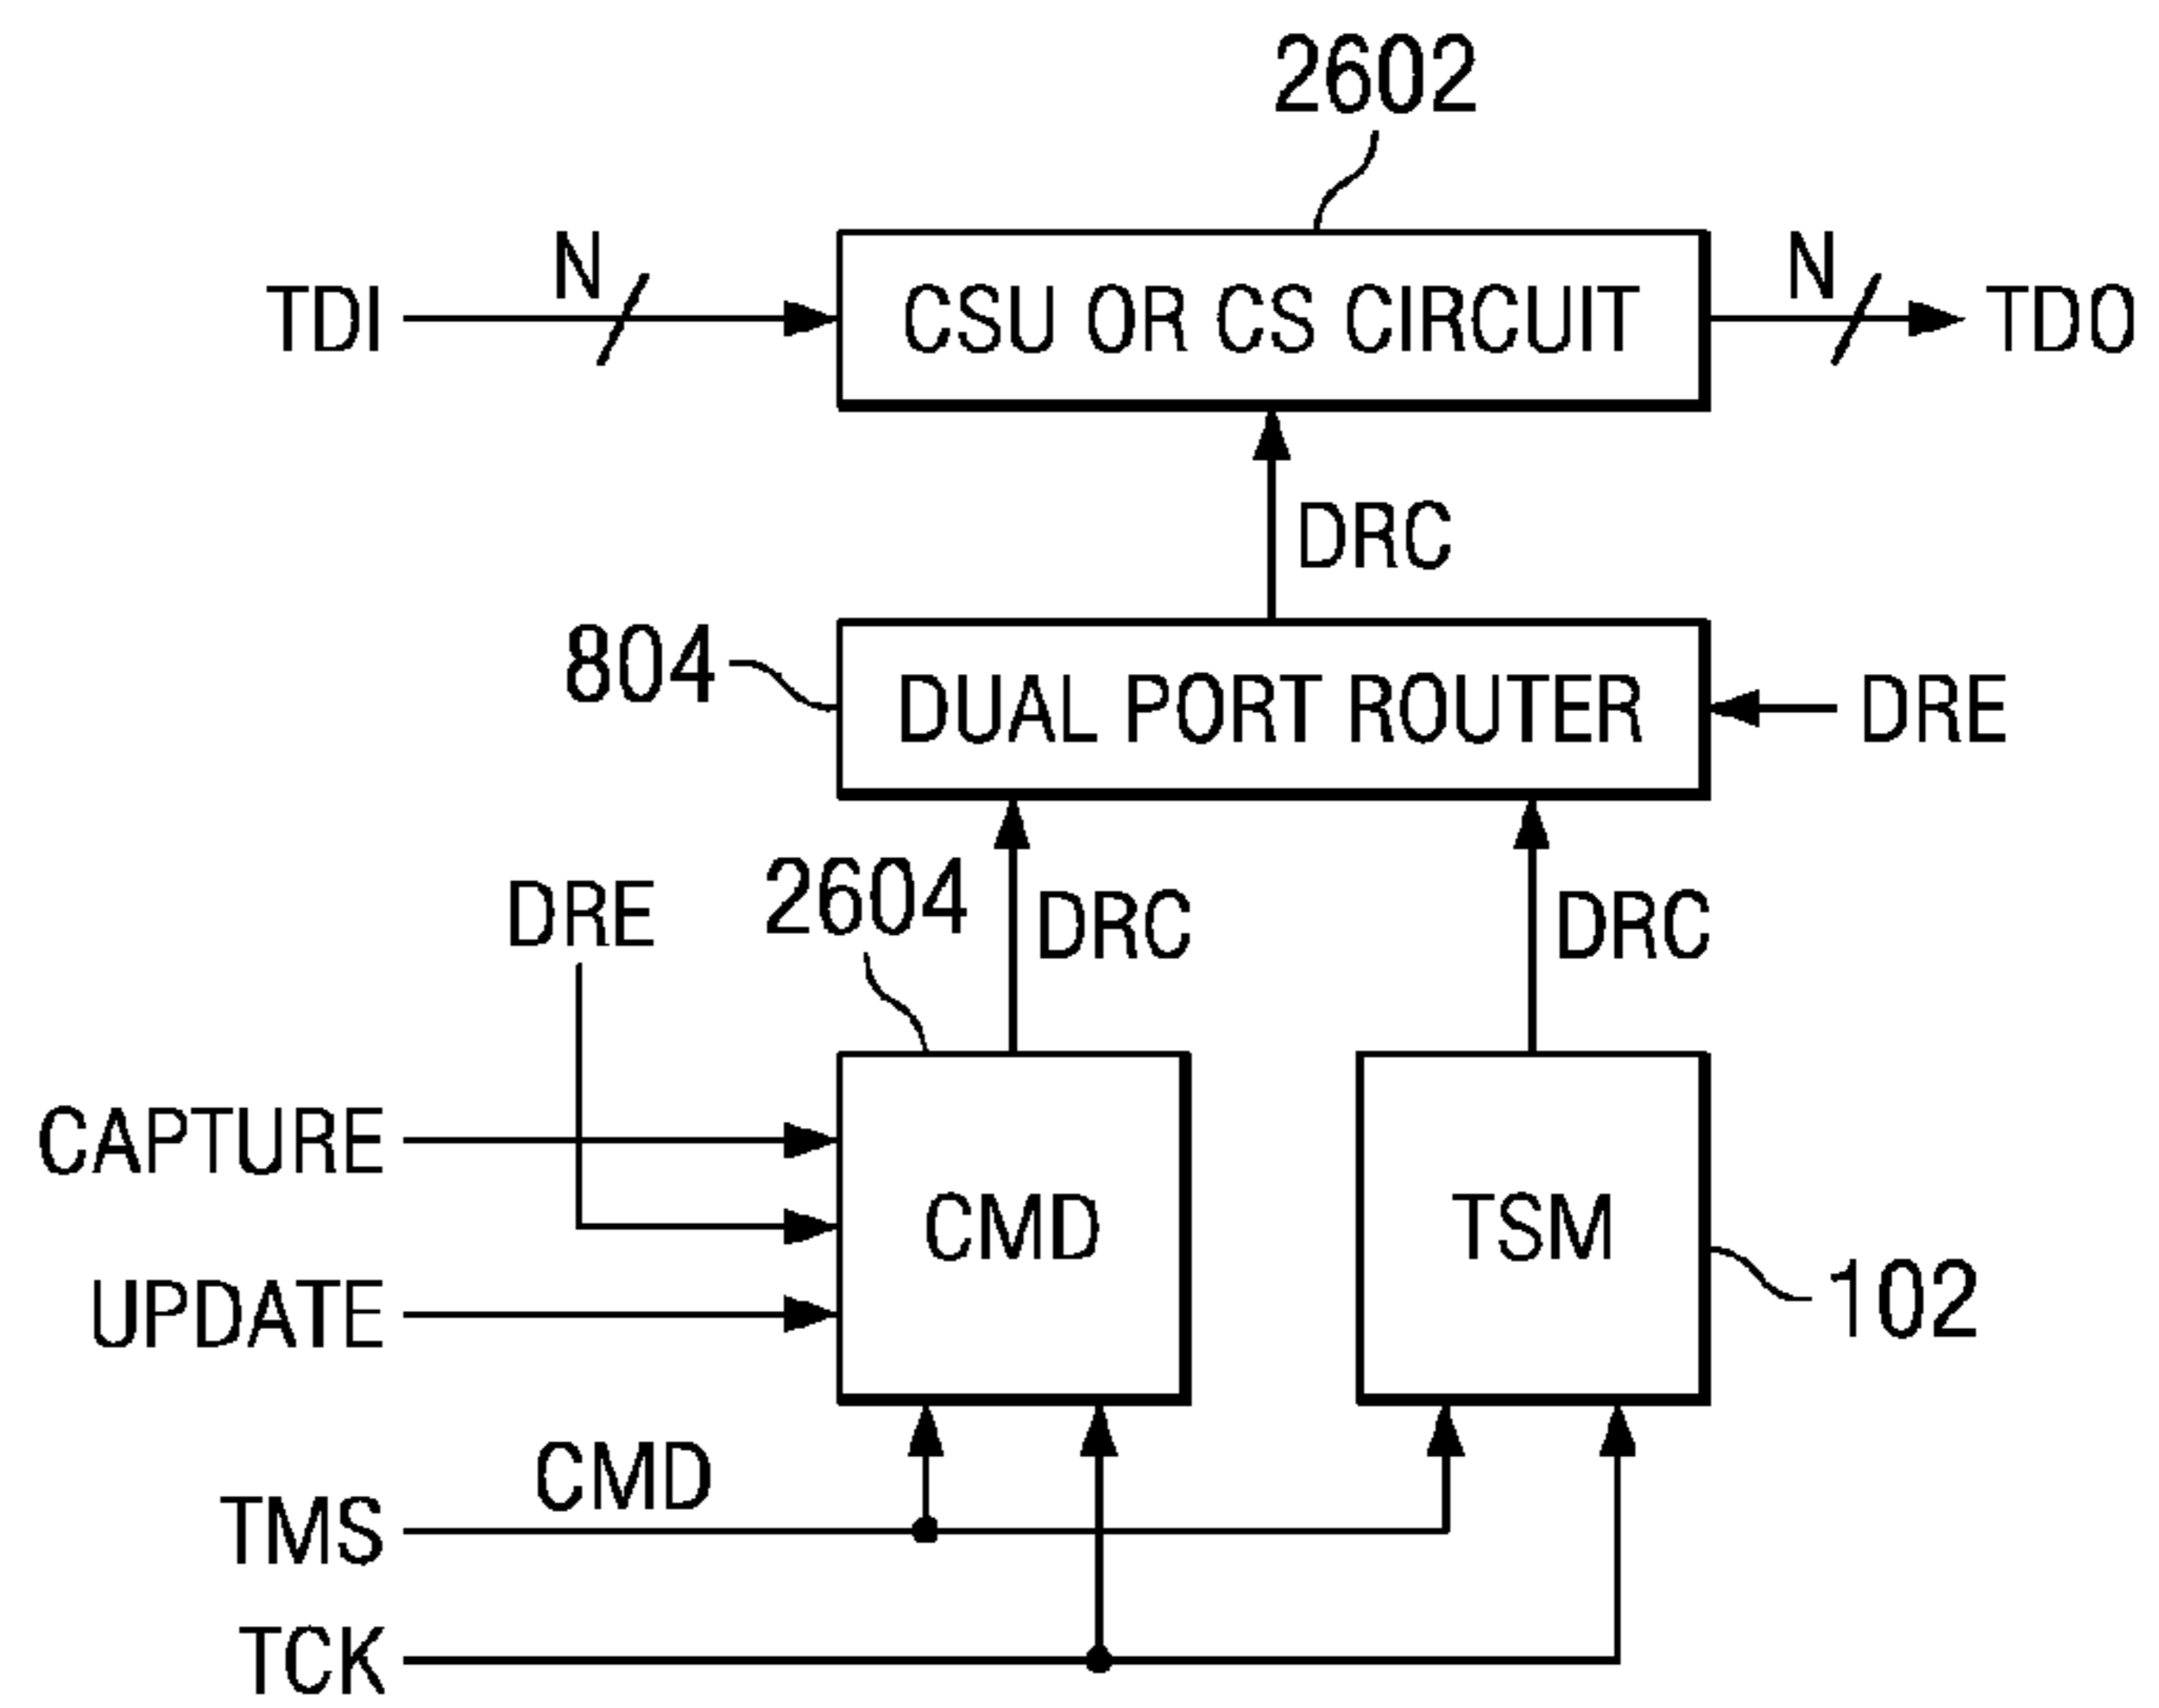 2602
N
N
TDI
CSU OR CS CIRCUIT
TDO
DRC
804
DUAL PORT ROUTER
DRE
2604
DRE
DRC
DRC
CAPTURE
CMD
TSM
UPDATE
102
CMD
TMS
TCK